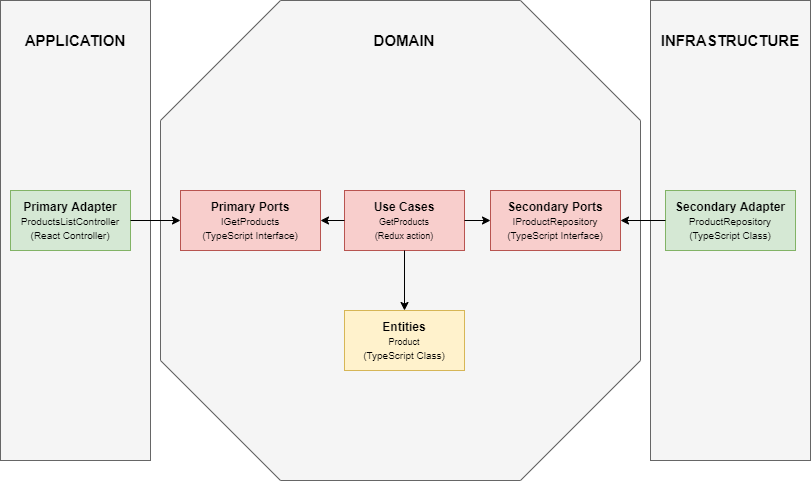 APPLICATION
DOMAIN
INFRASTRUCTURE
Primary Adapter
ProductsListController
(React Controller)
Primary Ports
IGetProducts
(TypeScript Interface)
Use Cases
GetProducts
(Redux action)
Secondary Ports
IProductRepository
(TypeScript Interface)
Secondary Adapter
ProductRepository
(TypeScript Class)
Entities
Product
(TypeScript Class)